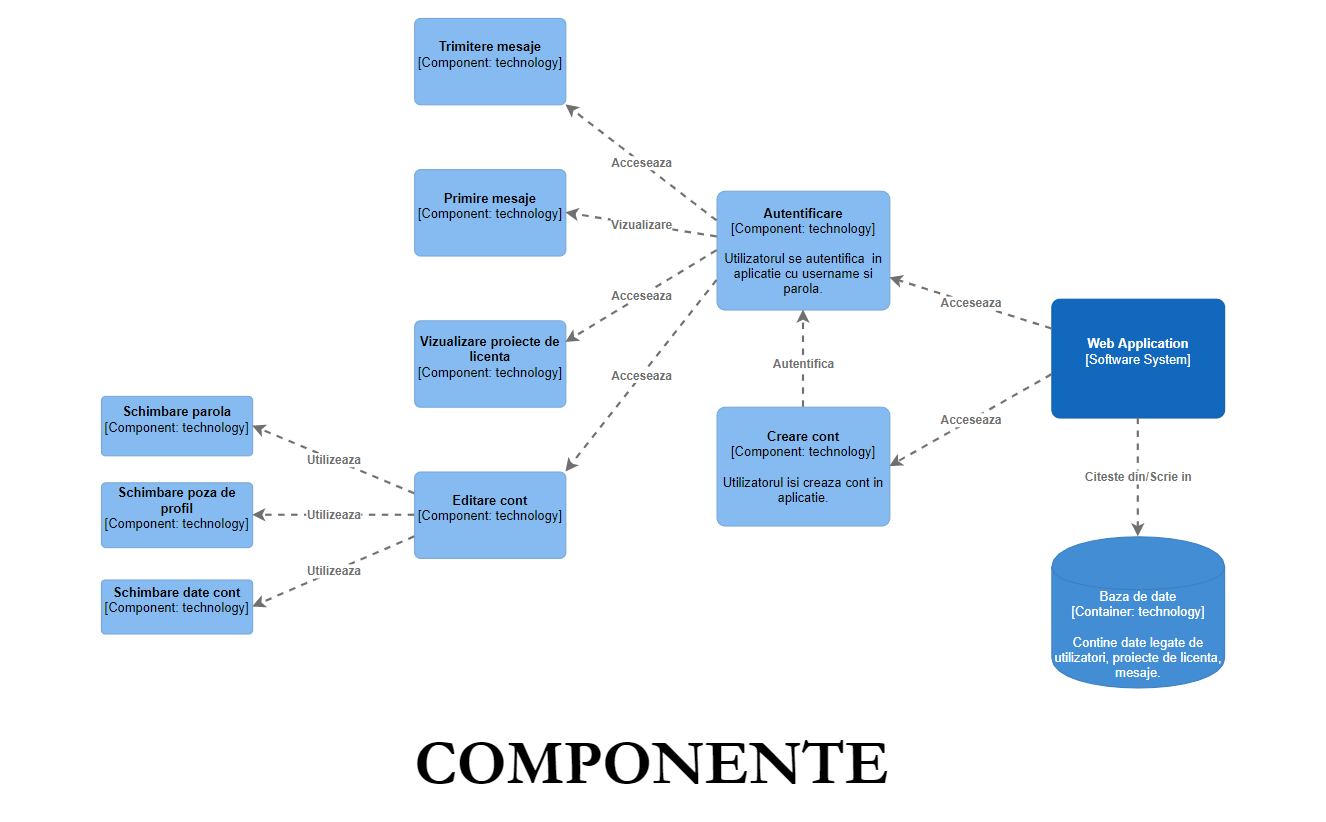 Trimitere mesaje
[Component: technology]
Acceseaza
Primire mesaje
[Component: technology]
Vizualizare
Autentificare
[Component: technology]
Utilizatorul se autentifica in
aplicatie cu username si
parola.
Acceseaza
Acceseaza
Vizualizare proiecte de
licenta
[Component: technology]
Acceseaza
Autentifica
Web Application
[Software System]
Acceseaza
Schimbare parola
[Component: technology]
Utilizeaza
Creare cont
[Component: technology]
Utilizatorul isi creaza cont in
aplicatie.
Citeste din/Scrie in
Schimbare poza de
profil
[Component: technology]
Utilizeaza
Editare cont
[Component: technology]
Utilizeaza
Schimbare date cont
[Component: technology]
Baza de date
[Container: technology]
Contine date legate de
utilizatori, proiecte de licenta,
mesaje.
COMPONENTE